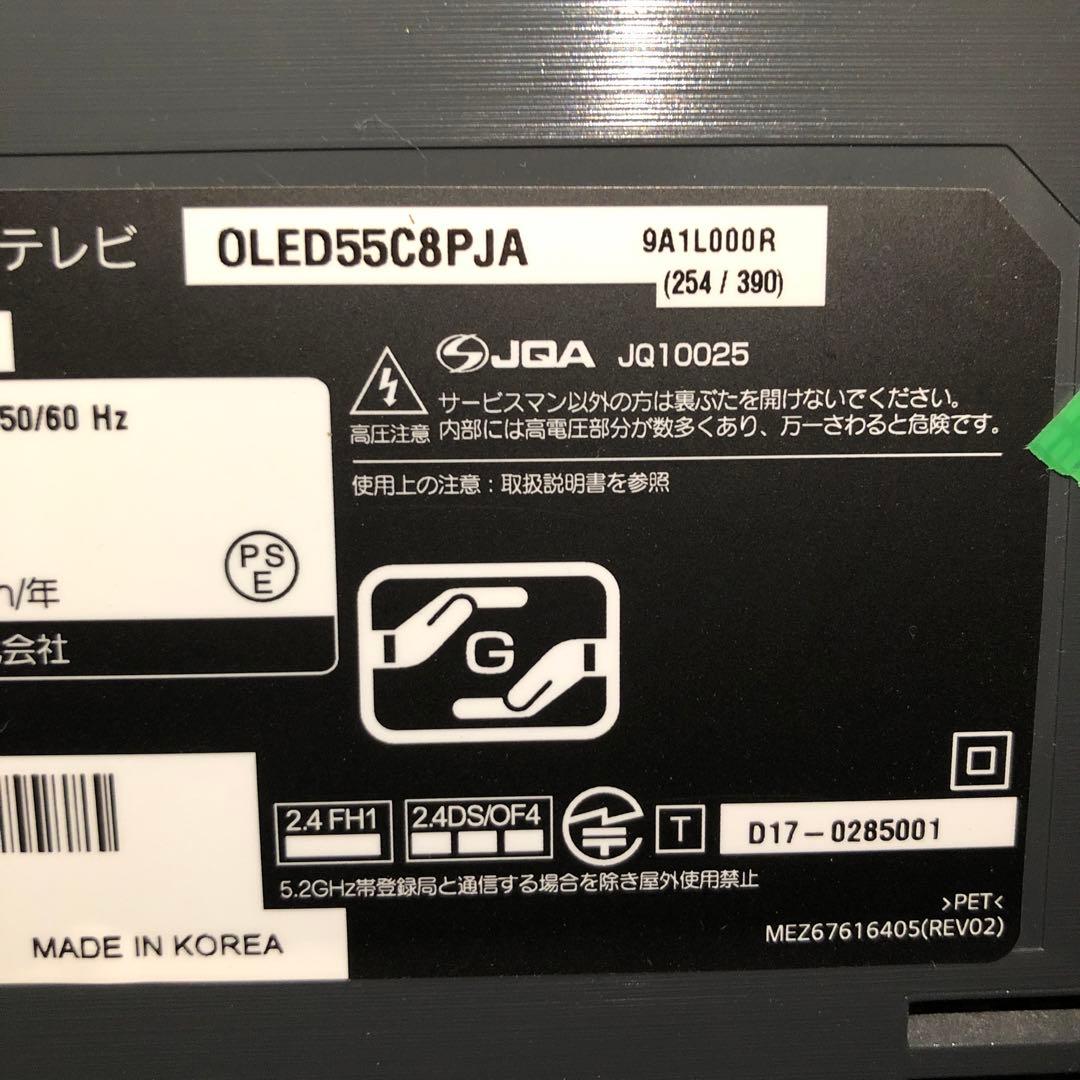 テレビ
OLED55C8PJA
9A1L000R
(254 / 390)
JQA JQ10025
サービスマン以外の方は裏ぶたを開けないでください。
高圧注意
内部には高電圧部分が数多くあり、万一さわると危険です。
使用上の注意:取扱説明書を参照
50/60 Hz
PS
E
/年
会社
G
2.4 FH1
2.4DS/OF4
T
D17-0285001
5.2GHz帯登録局と通信する場合を除き屋外使用禁止
>PET<
MEZ67616405(REV02)
MADE IN KOREA